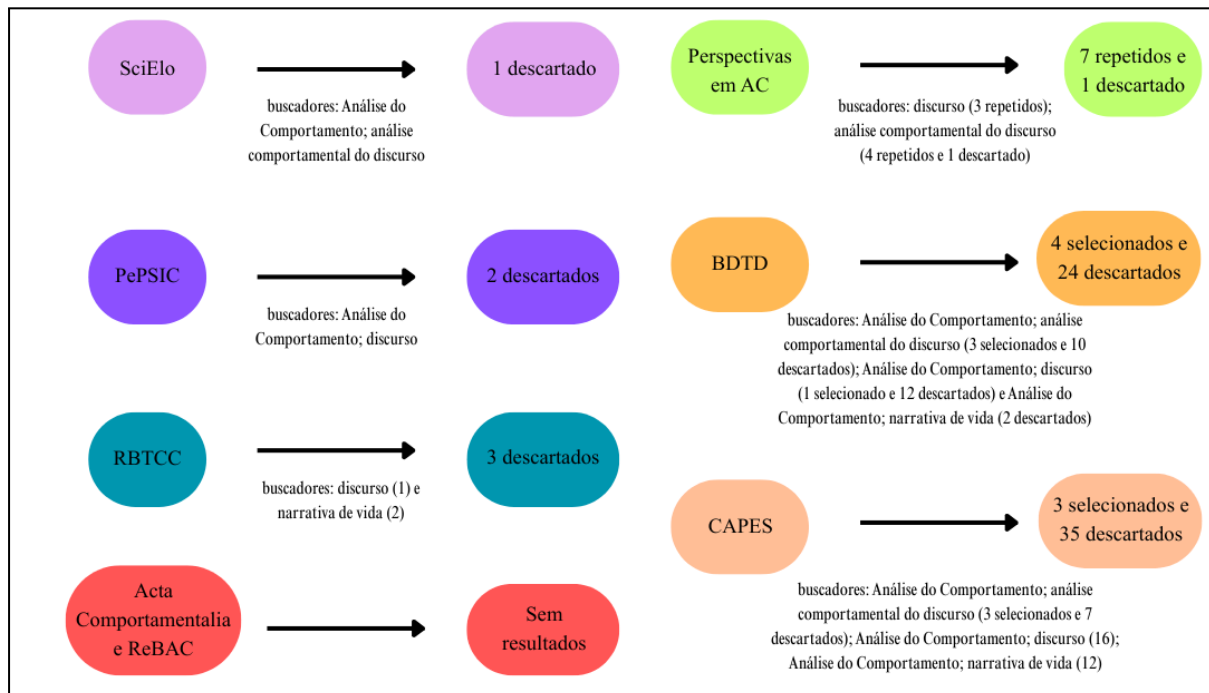 SciElo
1 descartado
buscadores: Análise do
Comportamento; análise
comportamental do discurso
PePSIC
2 descartados
buscadores: Análise do
Comportamento; discurso
RBTCC
3 descartados
buscadores: discurso (1) e
narrativa de vida (2)
Acta
Comportamentalia
e ReBAC
Sem
resultados
Perspectivas
em AC
7 repetidos e
1 descartado
buscadores: discurso (3 repetidos);
análise comportamental do discurso
(4 repetidos e 1 descartado)
BDTD
4 selecionados e
24 descartados
buscadores: Análise do Comportamento; análise
comportamental do discurso (3 selecionados e 10
descartados); Análise do Comportamento; discurso
(1 selecionado e 12 descartados) e Análise do
Comportamento; narrativa de vida (2 descartados)
CAPES
3 selecionados e
35 descartados
buscadores: Análise do Comportamento; análise
comportamental do discurso (3 selecionados e 7
descartados); Análise do Comportamento; discurso (16);
Análise do Comportamento; narrativa de vida (12)